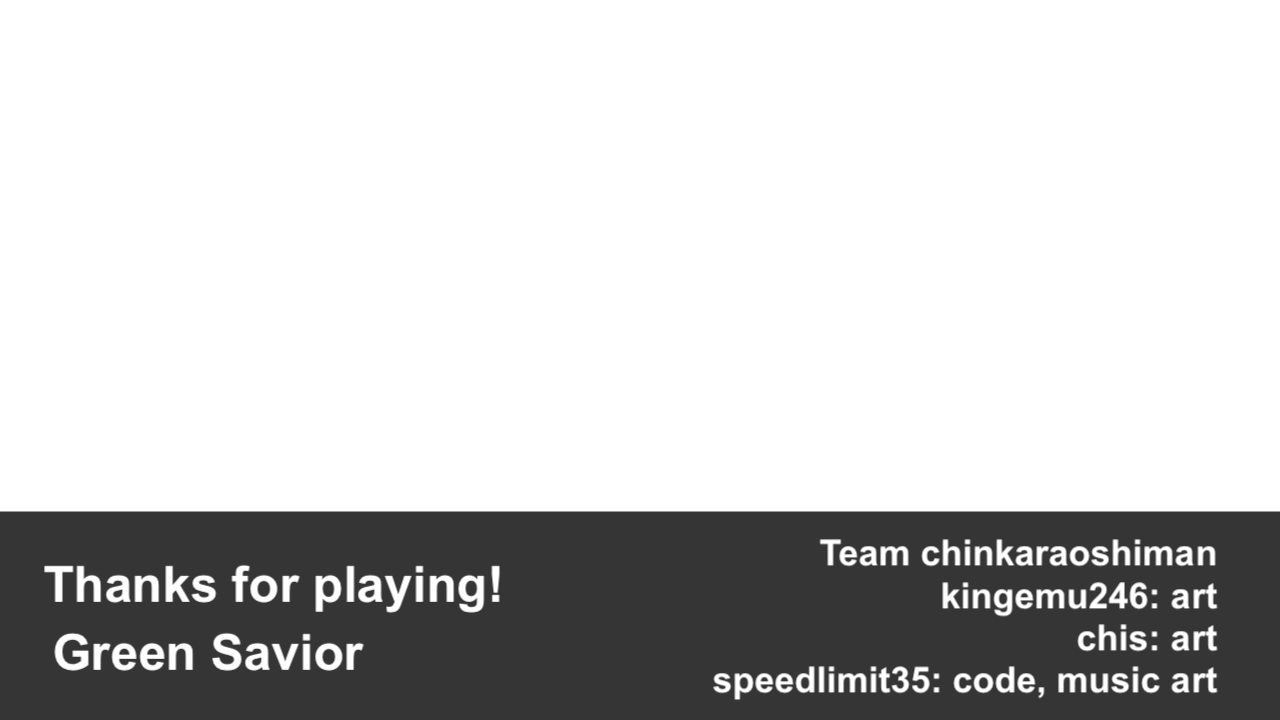 Thanks for playing!
Green Savior
Team chinkaraoshiman
kingemu246: art
chis: art
speedlimit35: code, music art